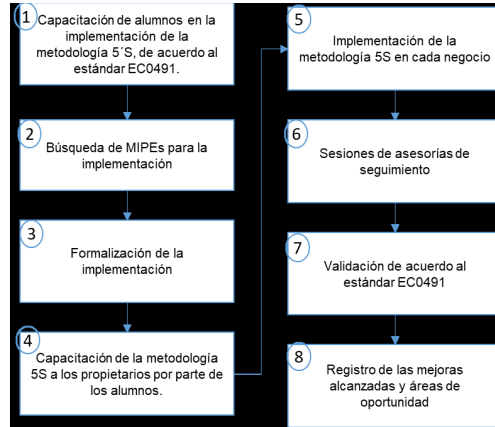 1
Capacitación de alumnos en la
implementación de la
metodología 5´S, de acuerdo al
estándar EC0491.
2
Búsqueda de MIPEs para la
implementación
3
Formalización de la
implementación
4
Capacitación de la metodología
5S a los propietarios por parte de
los alumnos.
5
Implementación de la
metodología 5S en cada negocio
6
Sesiones de asesorías de
seguimiento
7
Validación de acuerdo al
estándar EC0491
8
Registro de las mejoras
alcanzadas y áreas de
oportunidad